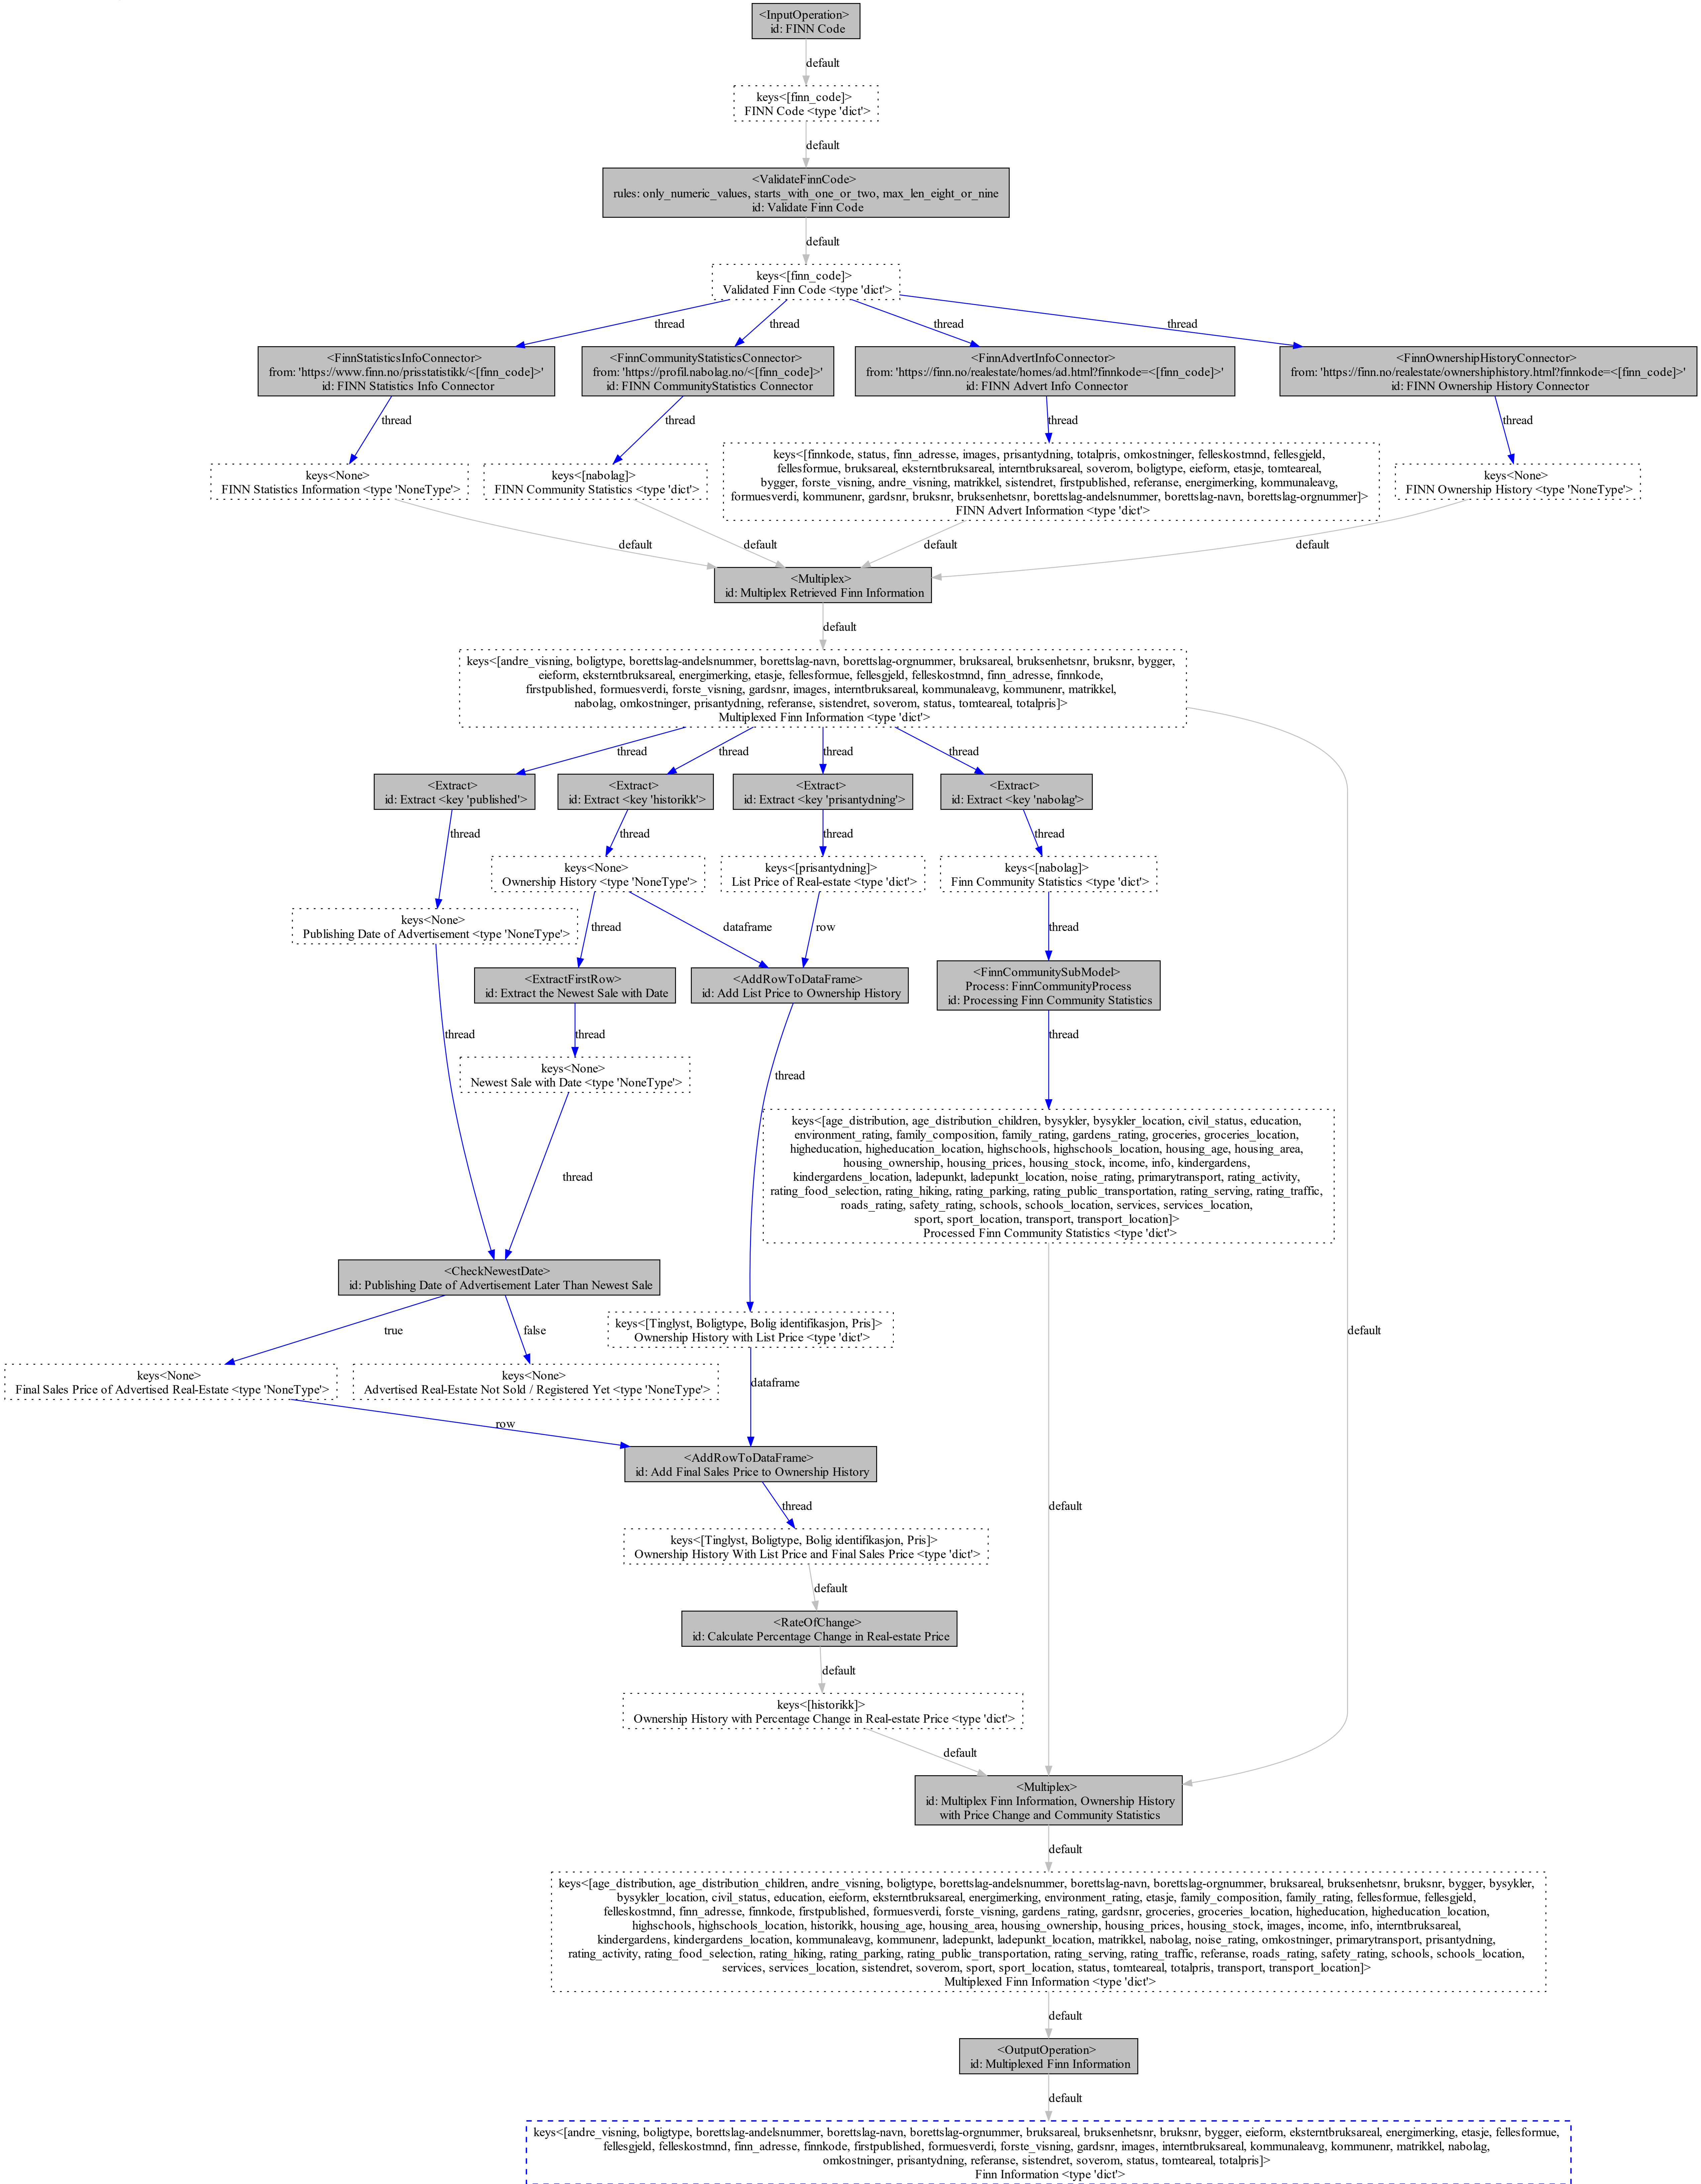 <InputOperation>
id: FINN Code
default
keys<[finn_code]>
FINN Code <type 'dict'>
default
<ValidateFinnCode>
rules: only_numeric_values, starts_with_one_or_two, max_len_eight_or_nine
id: Validate Finn Code
default
keys<[finn_code]>
Validated Finn Code <type 'dict'>
thread
thread
thread
thread
<FinnStatisticsInfoConnector>
from: 'https://www.finn.no/prisstatistikk/<[finn_code]>'
id: FINN Statistics Info Connector
<FinnCommunityStatisticsConnector>
from: 'https://profil.nabolag.no/<[finn_code]>'
id: FINN CommunityStatistics Connector
<FinnAdvertInfoConnector>
from: 'https://finn.no/realestate/homes/ad.html?finnkode=<[finn_code]>'
id: FINN Advert Info Connector
<FinnOwnershipHistoryConnector>
from: 'https://finn.no/realestate/ownershiphistory.html?finnkode=<[finn_code]>'
id: FINN Ownership History Connector
thread
thread
thread
thread
keys<None>
FINN Statistics Information <type 'NoneType'>
keys<[nabolag]>
FINN Community Statistics <type 'dict'>
keys<[finnkode, status, finn_adresse, images, prisantydning, totalpris, omkostninger, felleskostmnd, fellesgjeld,
fellesformue, bruksareal, eksterntbruksareal, interntbruksareal, soverom, boligtype, eieform, etasje, tomteareal,
bygger, forste_visning, andre_visning, matrikkel, sistendret, firstpublished, referanse, energimerking, kommunaleavg,
formuesverdi, kommunenr, gardsnr, bruksnr, bruksenhetsnr, borettslag-andelsnummer, borettslag-navn, borettslag-orgnummer]>
FINN Advert Information <type 'dict'>
keys<None>
FINN Ownership History <type 'NoneType'>
default
default
default
default
<Multiplex>
id: Multiplex Retrieved Finn Information
default
keys<[andre_visning, boligtype, borettslag-andelsnummer, borettslag-navn, borettslag-orgnummer, bruksareal, bruksenhetsnr, bruksnr, bygger,
eieform, eksterntbruksareal, energimerking, etasje, fellesformue, fellesgjeld, felleskostmnd, finn_adresse, finnkode,
firstpublished, formuesverdi, forste_visning, gardsnr, images, interntbruksareal, kommunaleavg, kommunenr, matrikkel,
nabolag, omkostninger, prisantydning, referanse, sistendret, soverom, status, tomteareal, totalpris]>
Multiplexed Finn Information <type 'dict'>
thread
thread
thread
thread
<Extract>
id: Extract <key 'published'>
<Extract>
id: Extract <key 'historikk'>
<Extract>
id: Extract <key 'prisantydning'>
<Extract>
id: Extract <key 'nabolag'>
thread
thread
thread
thread
keys<None>
Ownership History <type 'NoneType'>
keys<[prisantydning]>
List Price of Real-estate <type 'dict'>
keys<[nabolag]>
Finn Community Statistics <type 'dict'>
keys<None>
Publishing Date of Advertisement <type 'NoneType'>
thread
dataframe
row
thread
<ExtractFirstRow>
id: Extract the Newest Sale with Date
<AddRowToDataFrame>
id: Add List Price to Ownership History
<FinnCommunitySubModel>
Process: FinnCommunityProcess
id: Processing Finn Community Statistics
thread
thread
thread
keys<None>
Newest Sale with Date <type 'NoneType'>
thread
keys<[age_distribution, age_distribution_children, bysykler, bysykler_location, civil_status, education,
environment_rating, family_composition, family_rating, gardens_rating, groceries, groceries_location,
higheducation, higheducation_location, highschools, highschools_location, housing_age, housing_area,
housing_ownership, housing_prices, housing_stock, income, info, kindergardens,
kindergardens_location, ladepunkt, ladepunkt_location, noise_rating, primarytransport, rating_activity,
rating_food_selection, rating_hiking, rating_parking, rating_public_transportation, rating_serving, rating_traffic,
roads_rating, safety_rating, schools, schools_location, services, services_location,
sport, sport_location, transport, transport_location]>
Processed Finn Community Statistics <type 'dict'>
thread
<CheckNewestDate>
id: Publishing Date of Advertisement Later Than Newest Sale
true
false
keys<[Tinglyst, Boligtype, Bolig identifikasjon, Pris]>
Ownership History with List Price <type 'dict'>
default
keys<None>
Final Sales Price of Advertised Real-Estate <type 'NoneType'>
keys<None>
Advertised Real-Estate Not Sold / Registered Yet <type 'NoneType'>
dataframe
row
<AddRowToDataFrame>
id: Add Final Sales Price to Ownership History
thread
default
keys<[Tinglyst, Boligtype, Bolig identifikasjon, Pris]>
Ownership History With List Price and Final Sales Price <type 'dict'>
default
<RateOfChange>
id: Calculate Percentage Change in Real-estate Price
default
keys<[historikk]>
Ownership History with Percentage Change in Real-estate Price <type 'dict'>
default
<Multiplex>
id: Multiplex Finn Information, Ownership History
with Price Change and Community Statistics
default
keys<[age_distribution, age_distribution_children, andre_visning, boligtype, borettslag-andelsnummer, borettslag-navn, borettslag-orgnummer, bruksareal, bruksenhetsnr, bruksnr, bygger, bysykler,
bysykler_location, civil_status, education, eieform, eksterntbruksareal, energimerking, environment_rating, etasje, family_composition, family_rating, fellesformue, fellesgjeld,
felleskostmnd, finn_adresse, finnkode, firstpublished, formuesverdi, forste_visning, gardens_rating, gardsnr, groceries, groceries_location, higheducation, higheducation_location,
highschools, highschools_location, historikk, housing_age, housing_area, housing_ownership, housing_prices, housing_stock, images, income, info, interntbruksareal,
kindergardens, kindergardens_location, kommunaleavg, kommunenr, ladepunkt, ladepunkt_location, matrikkel, nabolag, noise_rating, omkostninger, primarytransport, prisantydning,
rating_activity, rating_food_selection, rating_hiking, rating_parking, rating_public_transportation, rating_serving, rating_traffic, referanse, roads_rating, safety_rating, schools, schools_location,
services, services_location, sistendret, soverom, sport, sport_location, status, tomteareal, totalpris, transport, transport_location]>
Multiplexed Finn Information <type 'dict'>
default
<OutputOperation>
id: Multiplexed Finn Information
default
keys<[andre_visning, boligtype, borettslag-andelsnummer, borettslag-navn, borettslag-orgnummer, bruksareal, bruksenhetsnr, bruksnr, bygger, eieform, eksterntbruksareal, energimerking, etasje, fellesformue,
fellesgjeld, felleskostmnd, finn_adresse, finnkode, firstpublished, formuesverdi, forste_visning, gardsnr, images, interntbruksareal, kommunaleavg, kommunenr, matrikkel, nabolag,
omkostninger, prisantydning, referanse, sistendret, soverom, status, tomteareal, totalpris]>
Finn Information <type 'dict'>